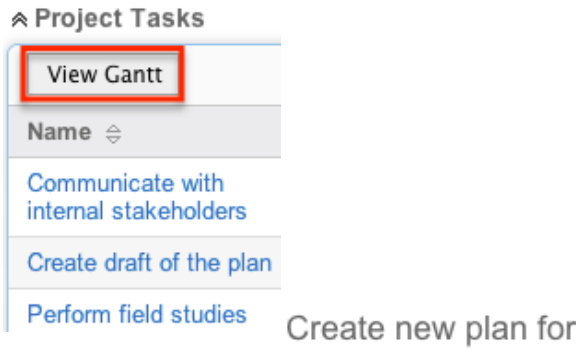 Project Tasks
View Gantt
Name
Communicate with
internal stakeholders
Create draft of the plan
Perform field studies
Create new plan for